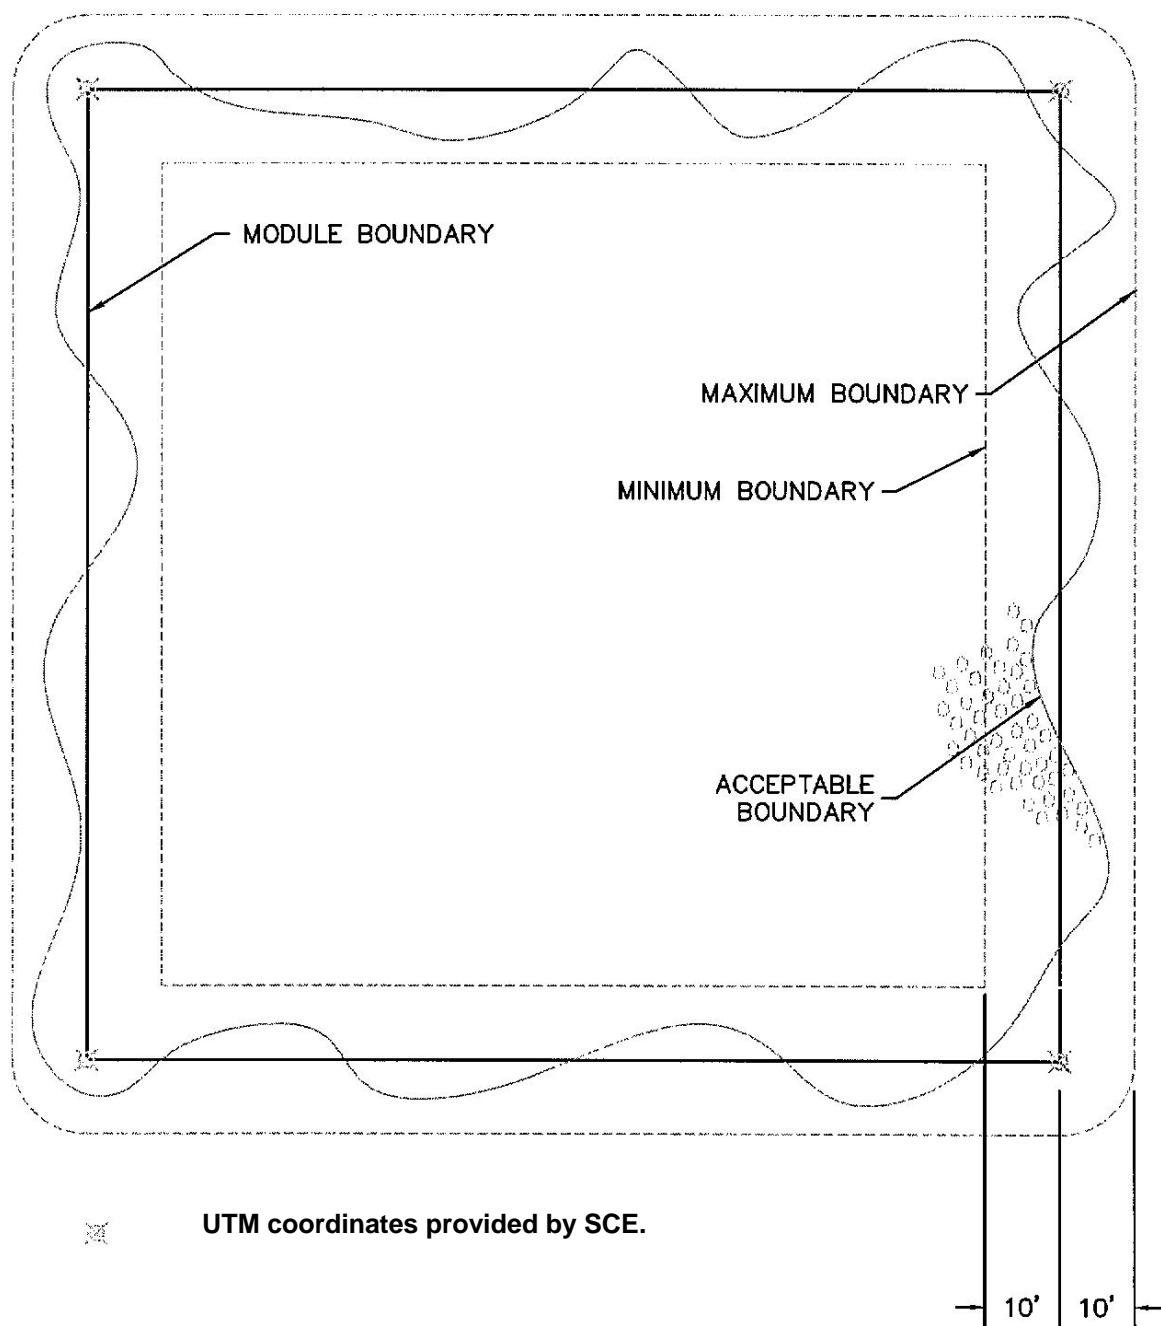 MODULE BOUNDARY
MAXIMUM BOUNDARY
MINIMUM BOUNDARY
ACCEPTABLE
BOUNDARY
UTM coordinates provided by SCE.
10' 10'